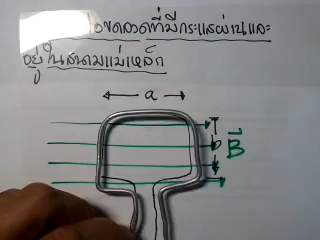 ขดลวดที่มีกระแสผ่านและ
อยู่ในสนามแม่เหล็ก
a
b
B